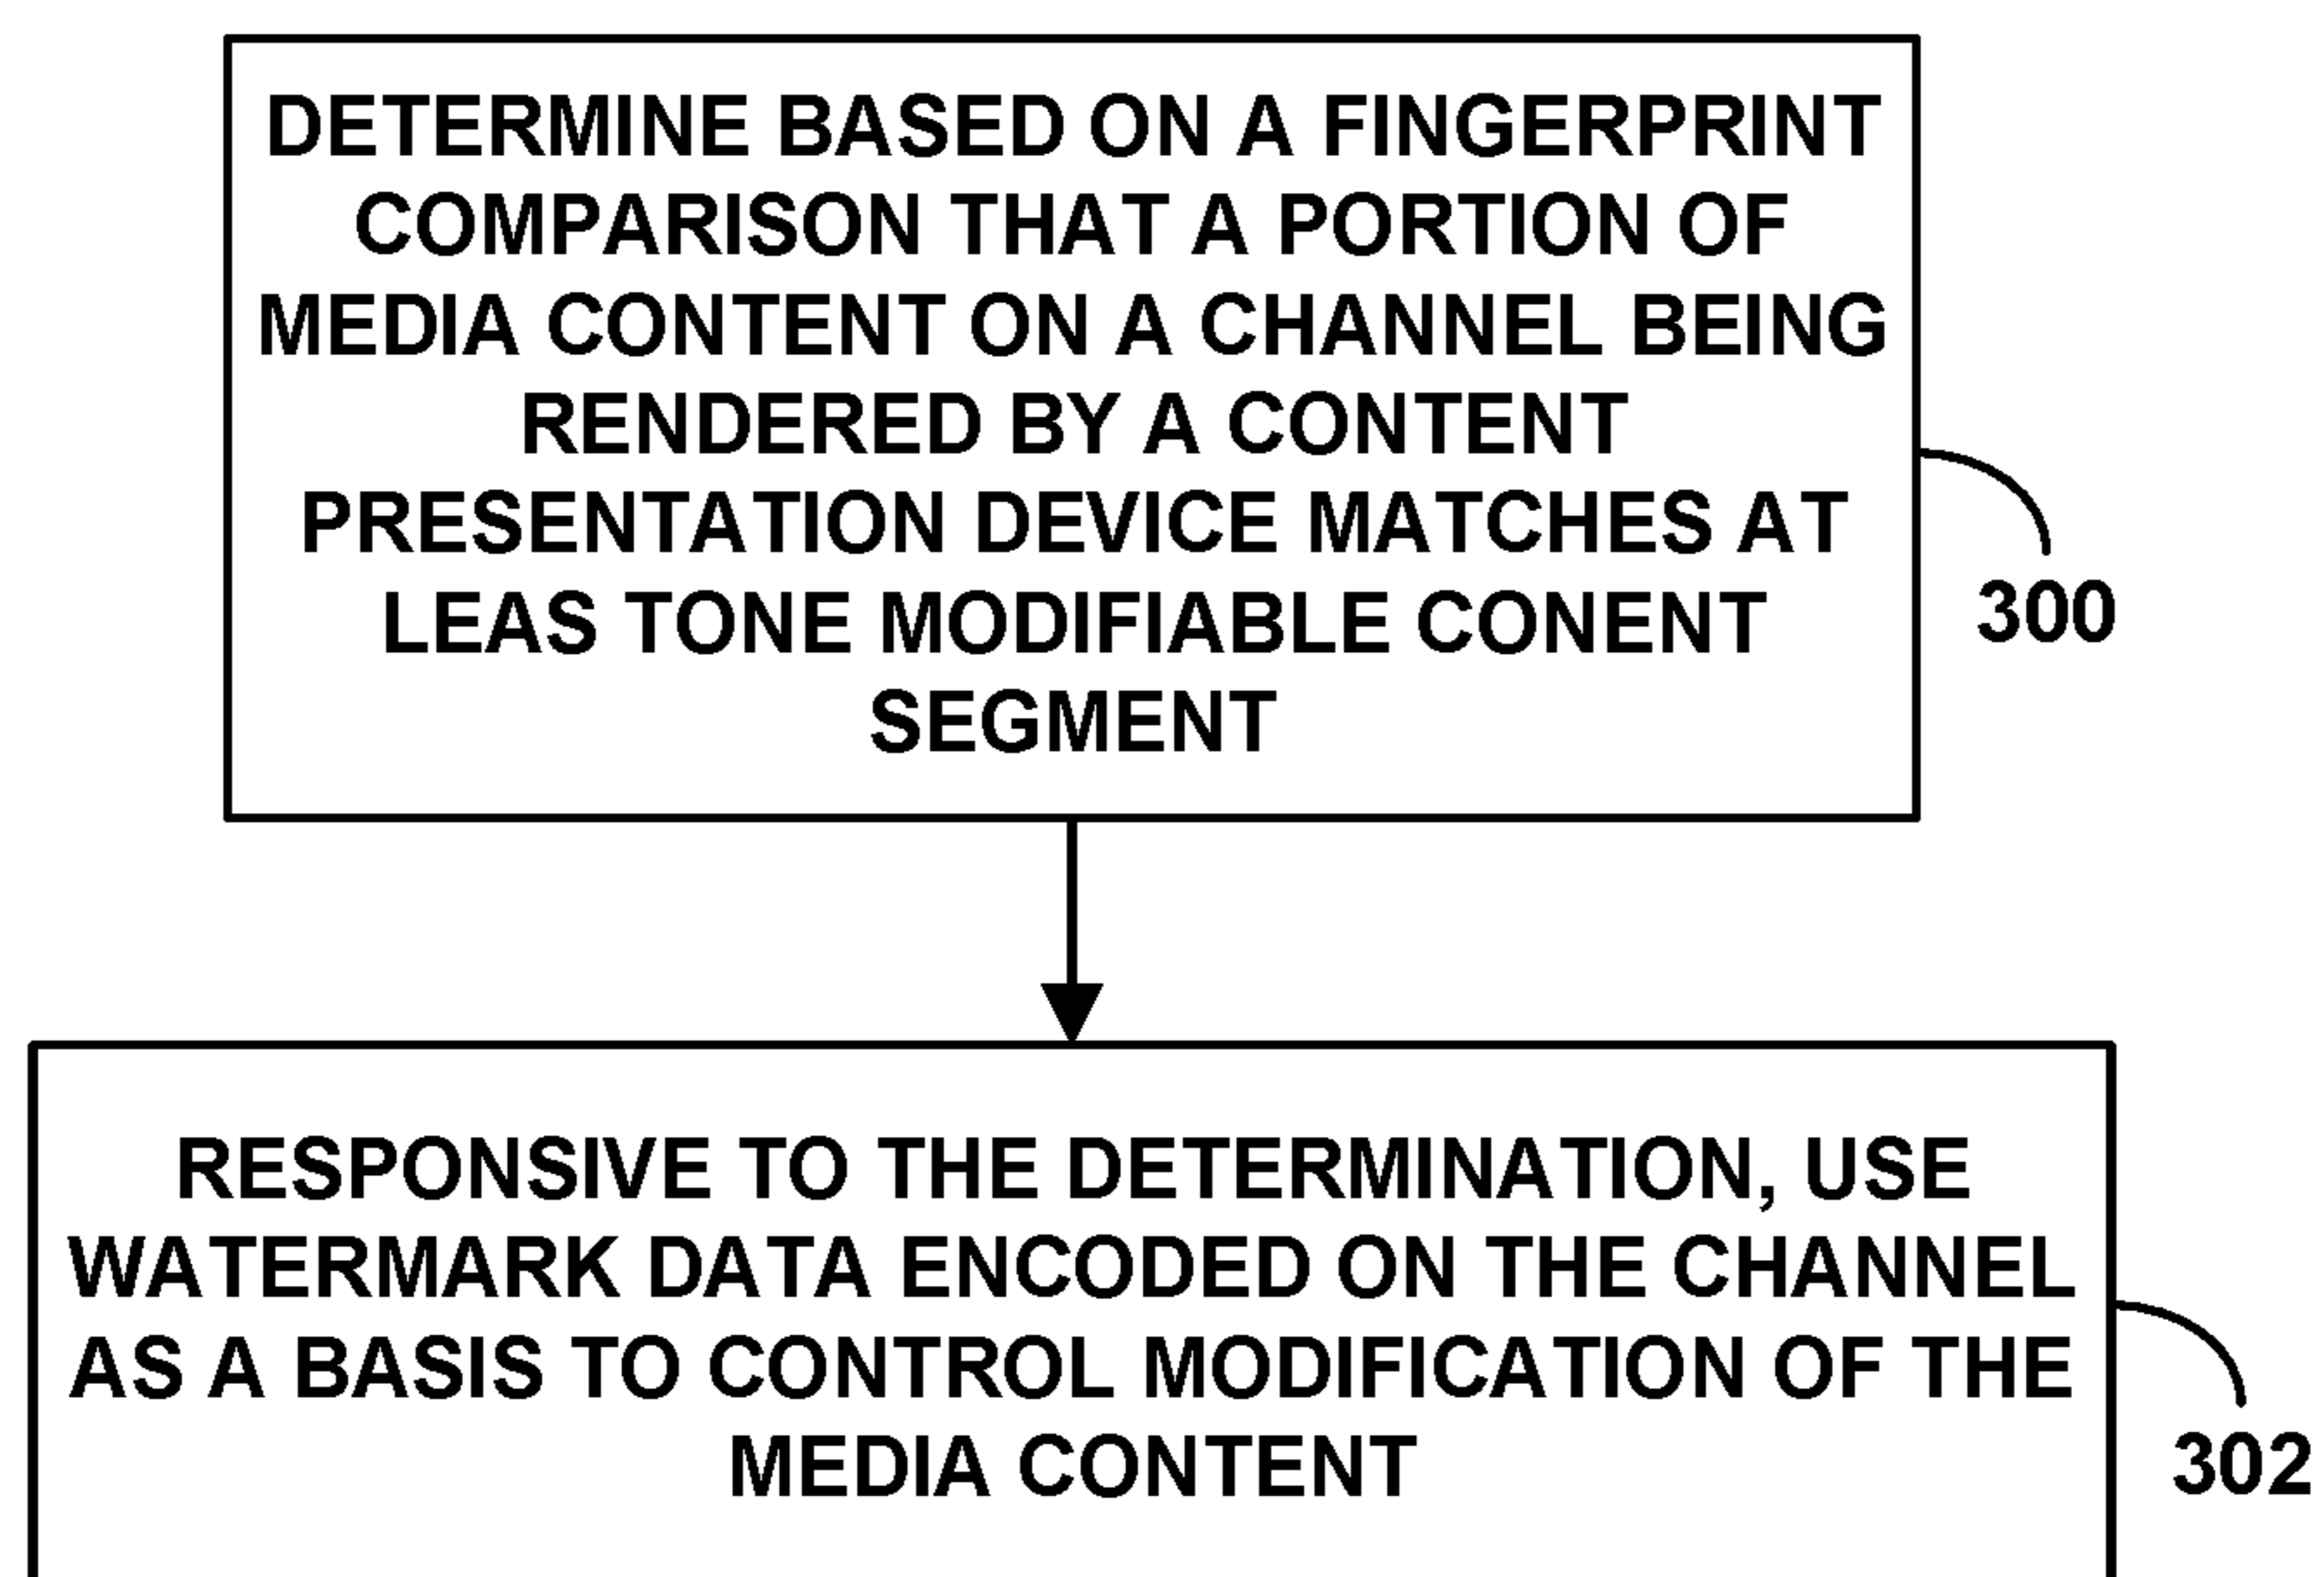 DETERMINE BASED ON A FINGERPRINT
COMPARISON THAT A PORTION OF
MEDIA CONTENT ON A CHANNEL BEING
RENDERED BY A CONTENT
PRESENTATION DEVICE MATCHES AT
LEAS TONE MODIFIABLE CONENT
SEGMENT
300
RESPONSIVE TO THE DETERMINATION, USE
WATERMARK DATA ENCODED ON THE CHANNEL
AS A BASIS TO CONTROL MODIFICATION OF THE
MEDIA CONTENT
302